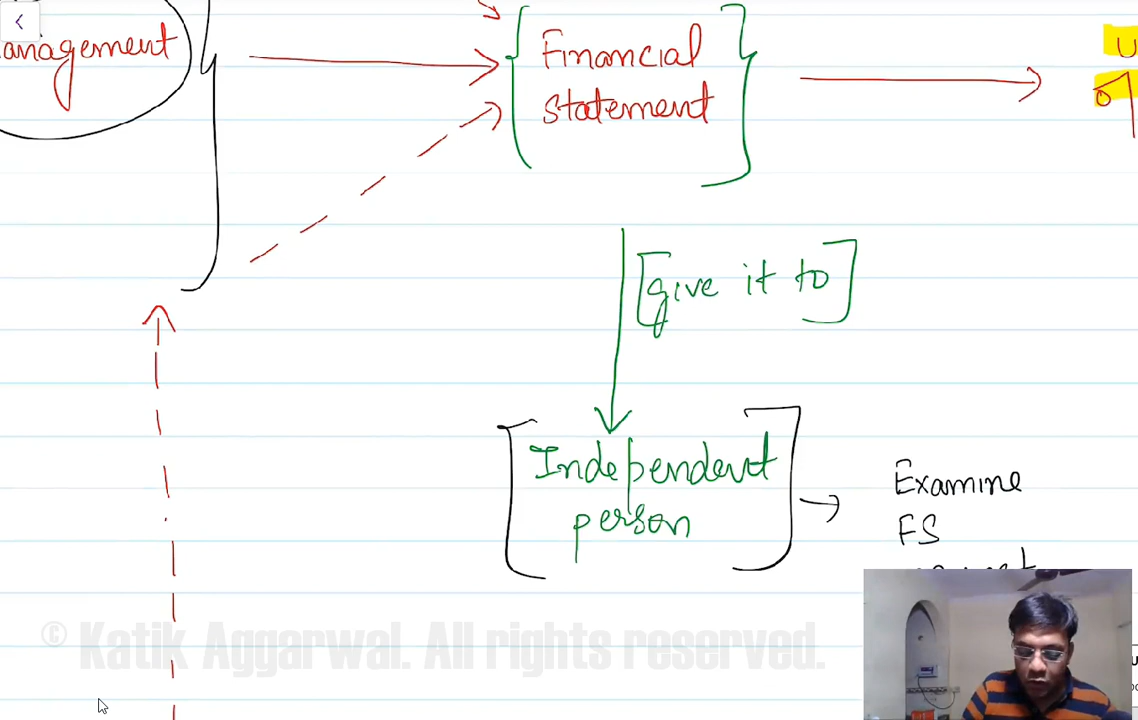 anagement
Financial
statement
give it to
Independent
person
Examine
FS
© Katik Aggarwal. All rights reserved.